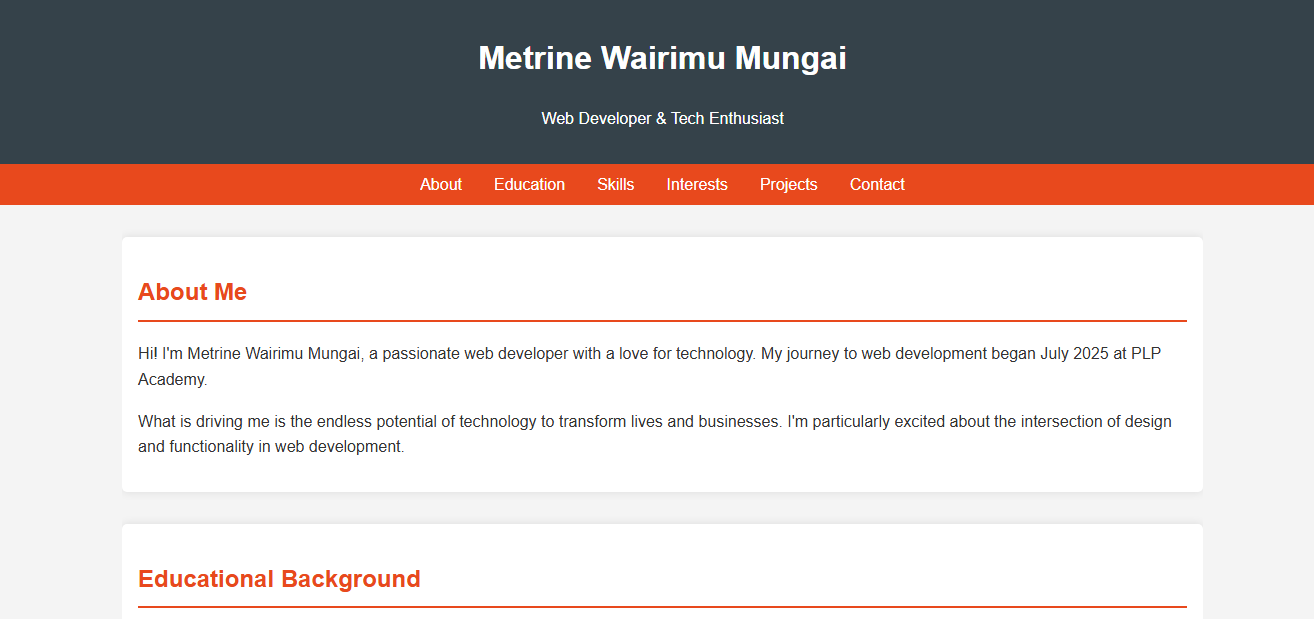 Metrine Wairimu Mungai
Web Developer & Tech Enthusiast
About Education Skills Interests Projects Contact
About Me
Hi! I'm Metrine Wairimu Mungai, a passionate web developer with a love for technology. My journey to web development began July 2025 at PLP
Academy.
What is driving me is the endless potential of technology to transform lives and businesses. I'm particularly excited about the intersection of design
and functionality in web development.
Educational Background